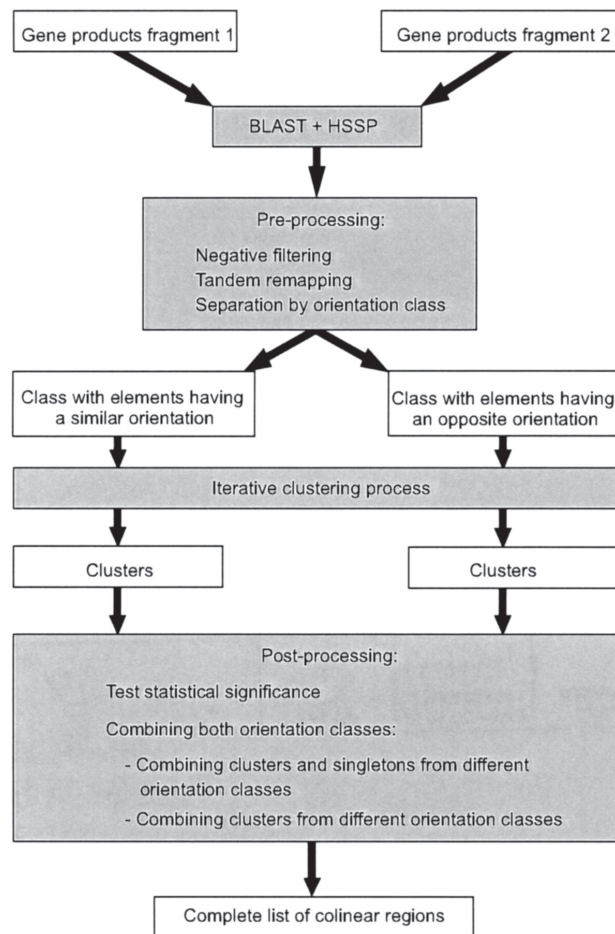 Gene products fragment 1
Gene products fragment 2
BLAST + HSSP
Pre-processing:
Negative filtering
Tandem remapping
Separation by orientation class
Class with elements having
a similar orientation
Class with elements having
an opposite orientation
Iterative clustering process
Clusters
Clusters
Post-processing:
Test statistical significance
Combining both orientation classes:
- Combining clusters and singletons from different
orientation classes
- Combining clusters from different orientation classes
Complete list of colinear regions